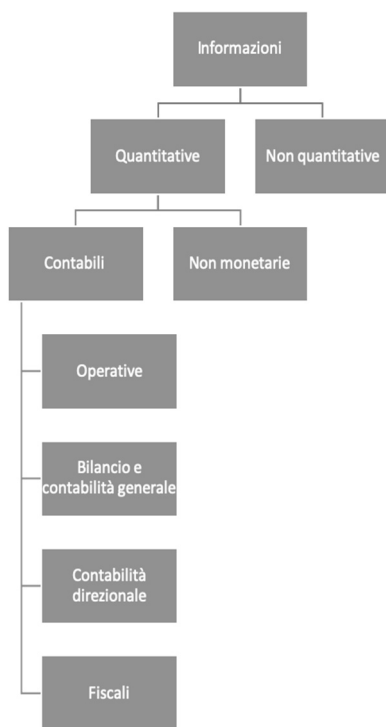 Informazioni
Quantitative
Non quantitative
Contabili
Non monetarie
Operative
Bilancio e
contabilità generale
Contabilità
direzionale
Fiscali